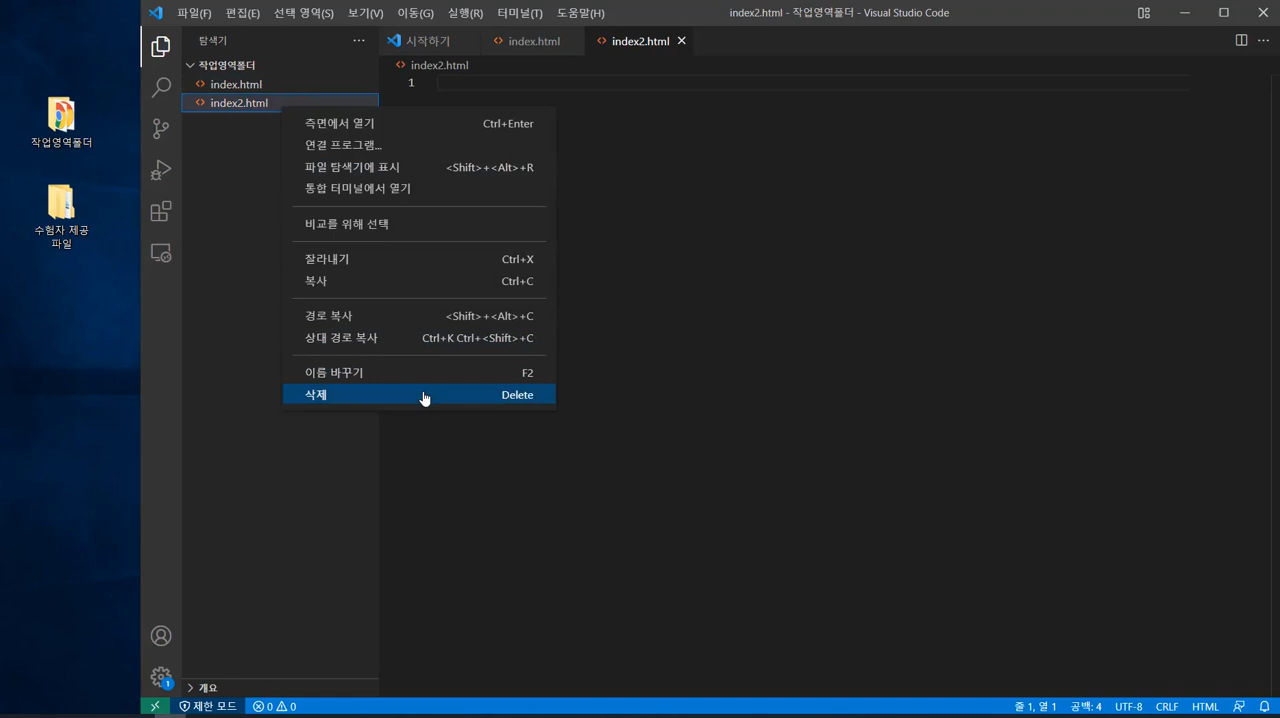 파일(F) 편집(E) 선택 영역(S) 보기(V) 이동(G) 실행(R) 터미널(T) 도움말(H) index2.html - 작업영역폴더 - Visual Studio Code
탐색기
시작하기 index.html index2.html
작업영역폴더
index2.html
index.html
1
index2.html
측면에서 열기 Ctrl+Enter
연결 프로그램...
파일 탐색기에 표시 <Shift>+<Alt>+R
통합 터미널에서 열기
비교를 위해 선택
잘라내기 Ctrl+X
복사 Ctrl+C
경로 복사 <Shift>+<Alt>+C
상대 경로 복사 Ctrl+K Ctrl+<Shift>+C
이름 바꾸기 F2
삭제 Delete
작업영역폴더
수험자 제공
파일
개요
1
제한 모드 0 0 줄 1, 열 1 공백: 4 UTF-8 CRLF HTML